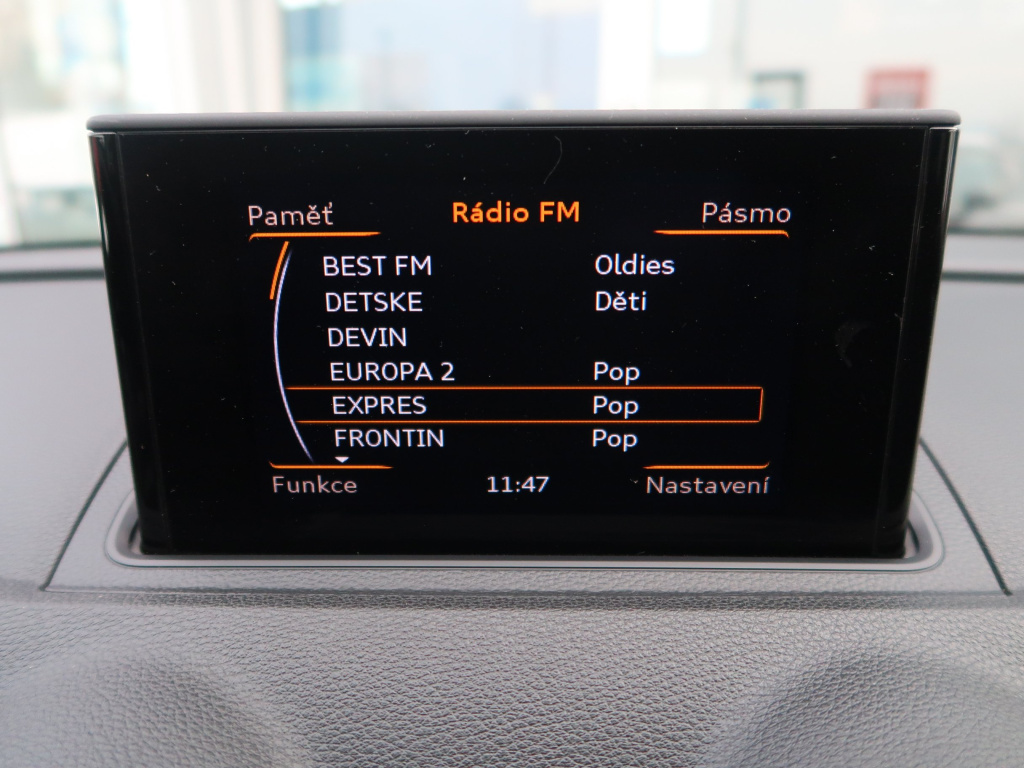 Paměť Rádio FM Pásmo
BEST FM Oldies
DETSKE Děti
DEVIN
EUROPA 2 Pop
EXPRES Pop
FRONTIN Pop
Funkce 11:47 Nastavení